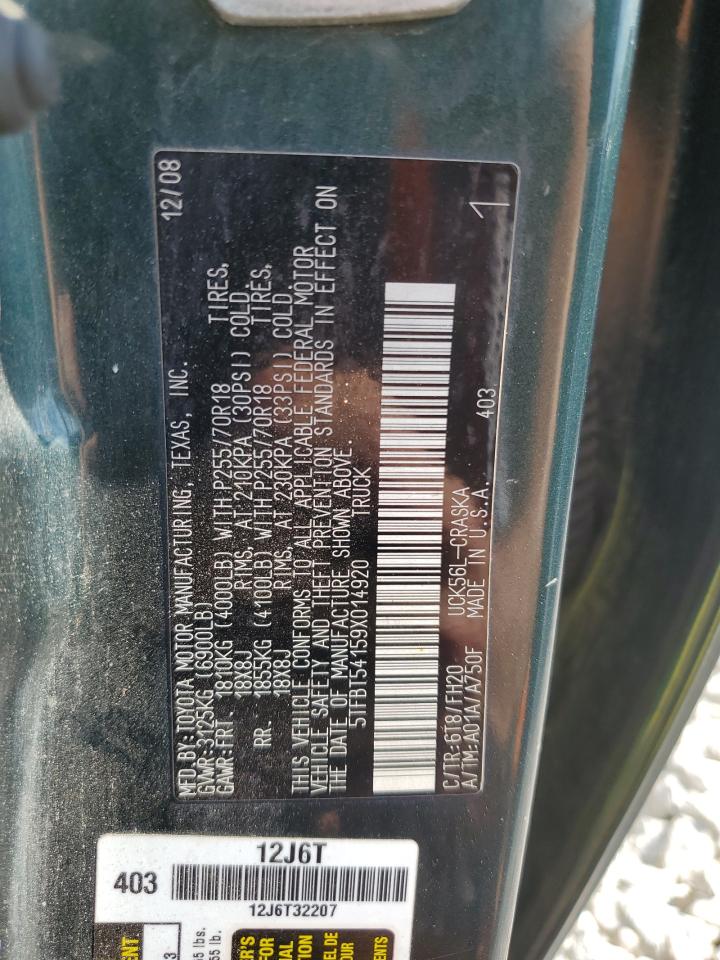 MFD.BY:TOYOTA MOTOR MANUFACTURING, TEXAS, INC. 12/08
GVWR:3125KG (6900LB)
GAWR:FRT. 1810KG (4000LB) WITH P255/70R18 TIRES,
18X8J RIMS, AT 210KPA (30PSI) COLD.
RR. 1855KG (4100LB) WITH P255/70R18 TIRES,
18X8J RIMS, AT 230KPA (33PSI) COLD.
THIS VEHICLE CONFORMS TO ALL APPLICABLE FEDERAL MOTOR
VEHICLE SAFETY AND THEFT PREVENTION STANDARDS IN EFFECT ON
THE DATE OF MANUFACTURE SHOWN ABOVE.
5TFBT54159X014920 TRUCK
403
C/TR:6T8/FH20 UCK56L-CRASKA
A/TM:A01A/A750F MADE IN U.S.A.
1
12J6T
403
12J6T32207